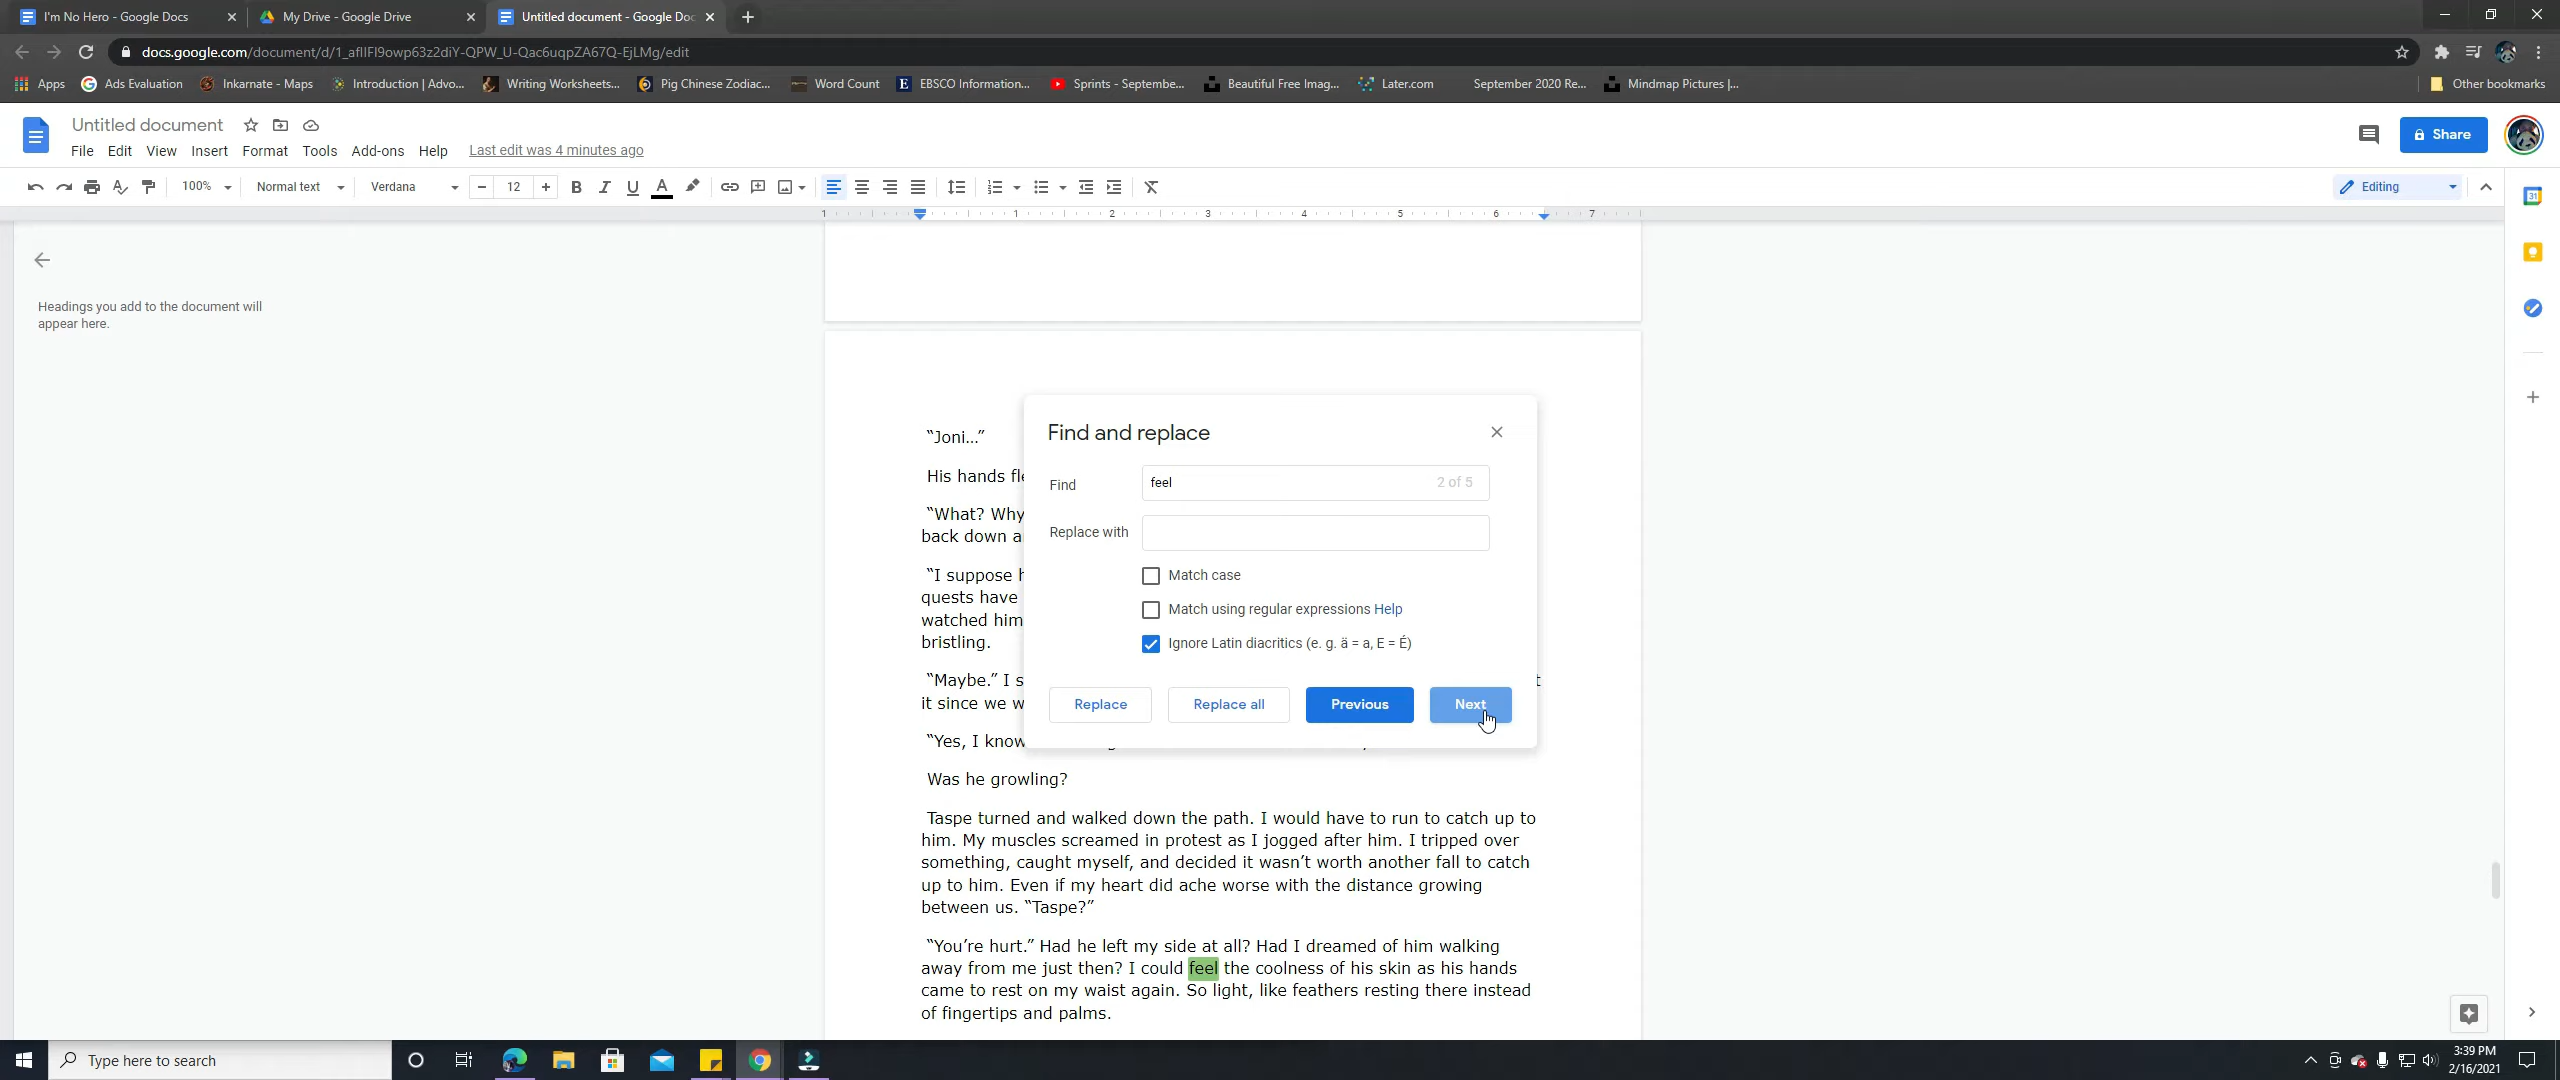 I'm No Hero - Google Docs
My Drive - Google Drive
Untitled document - Google Doc
docs.google.com/document/d/1_afIIFI9owp63z2diY-QPW_U-Qac6uqpZA67Q-EjLMg/edit
Apps
Ads Evaluation
Inkarnate - Maps
Introduction | Advo...
Writing Worksheets...
Pig Chinese Zodiac...
Word Count
EBSCO Information...
Sprints - Septembe...
Beautiful Free Imag...
Later.com
September 2020 Re...
Mindmap Pictures |...
Other bookmarks
Untitled document
Share
File Edit View Insert Format Tools Add-ons Help Last edit was 4 minutes ago
100% Normal text Verdana 12 Editing
1 1 2 3 4 5 6 7
Headings you add to the document will
appear here.
“Joni...”
His hands fl
“What? Why
back down a
“I suppose h
quests have
watched him
bristling.
“Maybe.” I s
it since we w
“Yes, I know
Find and replace
Find
feel
2 of 5
Replace with
Match case
Match using regular expressions Help
Ignore Latin diacritics (e. g. ä = a, E = É)
Replace
Replace all
Previous
Next
Was he growling?
Taspe turned and walked down the path. I would have to run to catch up to
him. My muscles screamed in protest as I jogged after him. I tripped over
something, caught myself, and decided it wasn’t worth another fall to catch
up to him. Even if my heart did ache worse with the distance growing
between us. “Taspe?”
“You’re hurt.” Had he left my side at all? Had I dreamed of him walking
away from me just then? I could feel the coolness of his skin as his hands
came to rest on my waist again. So light, like feathers resting there instead
of fingertips and palms.
Type here to search
3:39 PM
2/16/2021